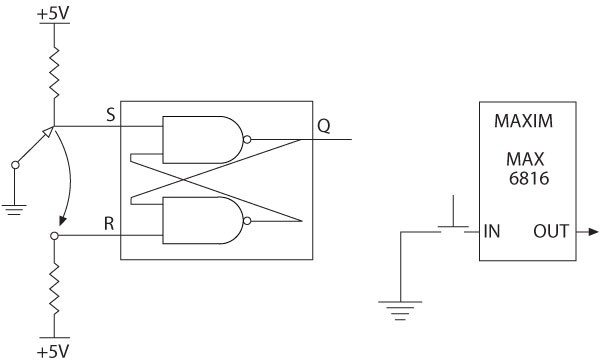 +5V
S
Q
R
+5V
MAXIM
MAX
6816
IN OUT